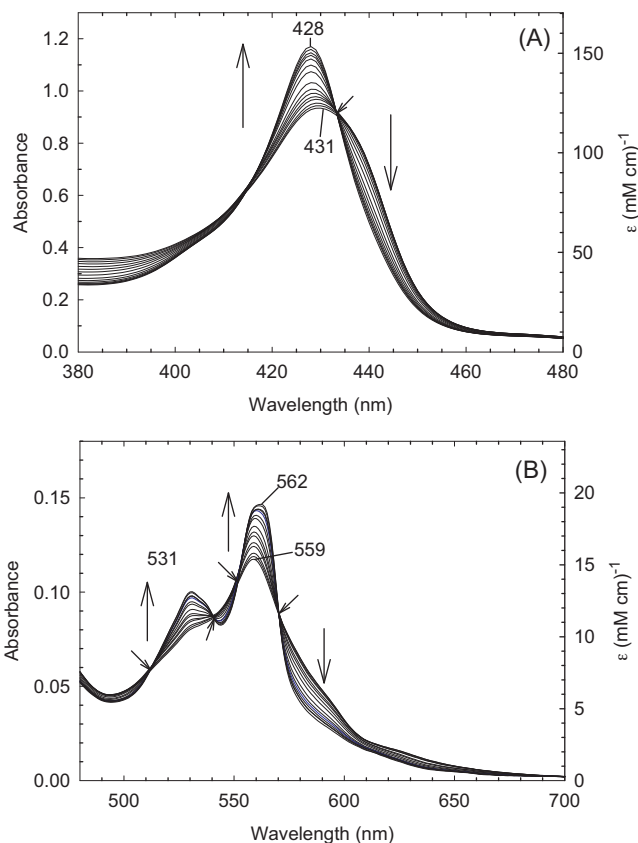 (A)
428
431
1.2
1.0
0.8
0.6
0.4
0.2
0.0
Absorbance
150
100
50
0
ε (mM cm)⁻¹
380 400 420 440 460 480
Wavelength (nm)
(B)
562
559
531
0.15
0.10
0.05
0.00
Absorbance
20
15
10
5
0
ε (mM cm)⁻¹
500 550 600 650 700
Wavelength (nm)